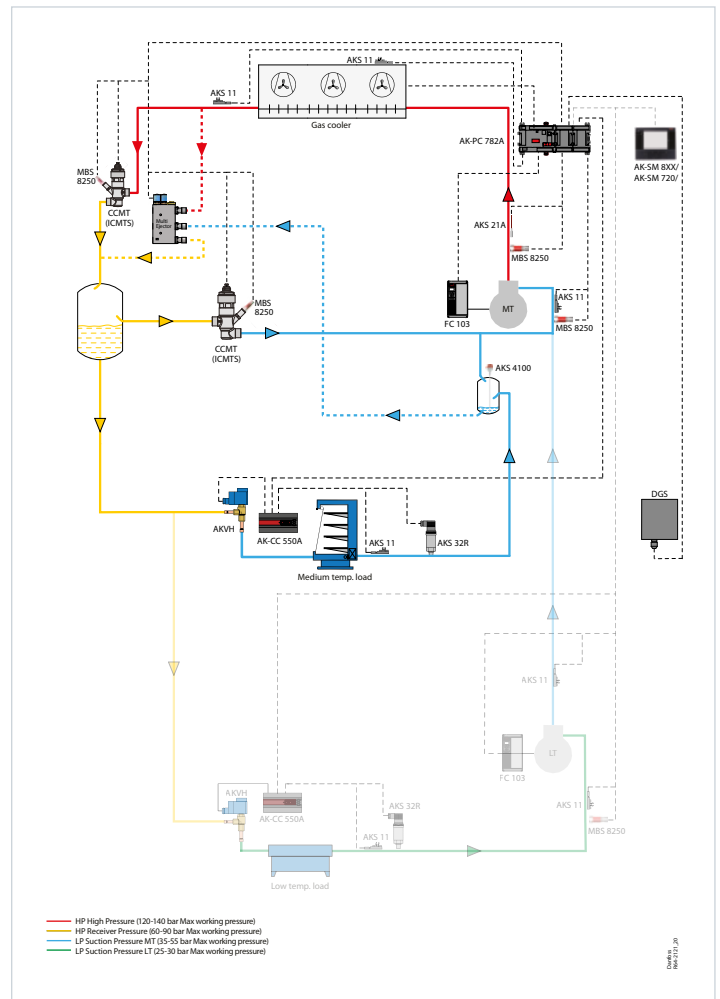 AKS 11
AKS 11
Gas cooler
AK-PC 782A
AK-SM 8XX/
AK-SM 720/
MBS
8250
CCMT
(ICMTS)
Multi
Ejector
AKS 21A
MBS 8250
MBS
8250
CCMT
(ICMTS)
FC 103
MT
AKS 11
MBS 8250
AKS 4100
DGS
AKVH
AK-CC 550A
AKS 11
AKS 32R
Medium temp. load
AKS 11
LT
FC 103
AKVH
AK-CC 550A
AKS 32R
AKS 11
AKS 11
MBS 8250
Low temp. load
HP High Pressure (120-140 bar Max working pressure)
HP Receiver Pressure (60-90 bar Max working pressure)
LP Suction Pressure MT (35-55 bar Max working pressure)
LP Suction Pressure LT (25-30 bar Max working pressure)
Danfoss
R64-2121_20